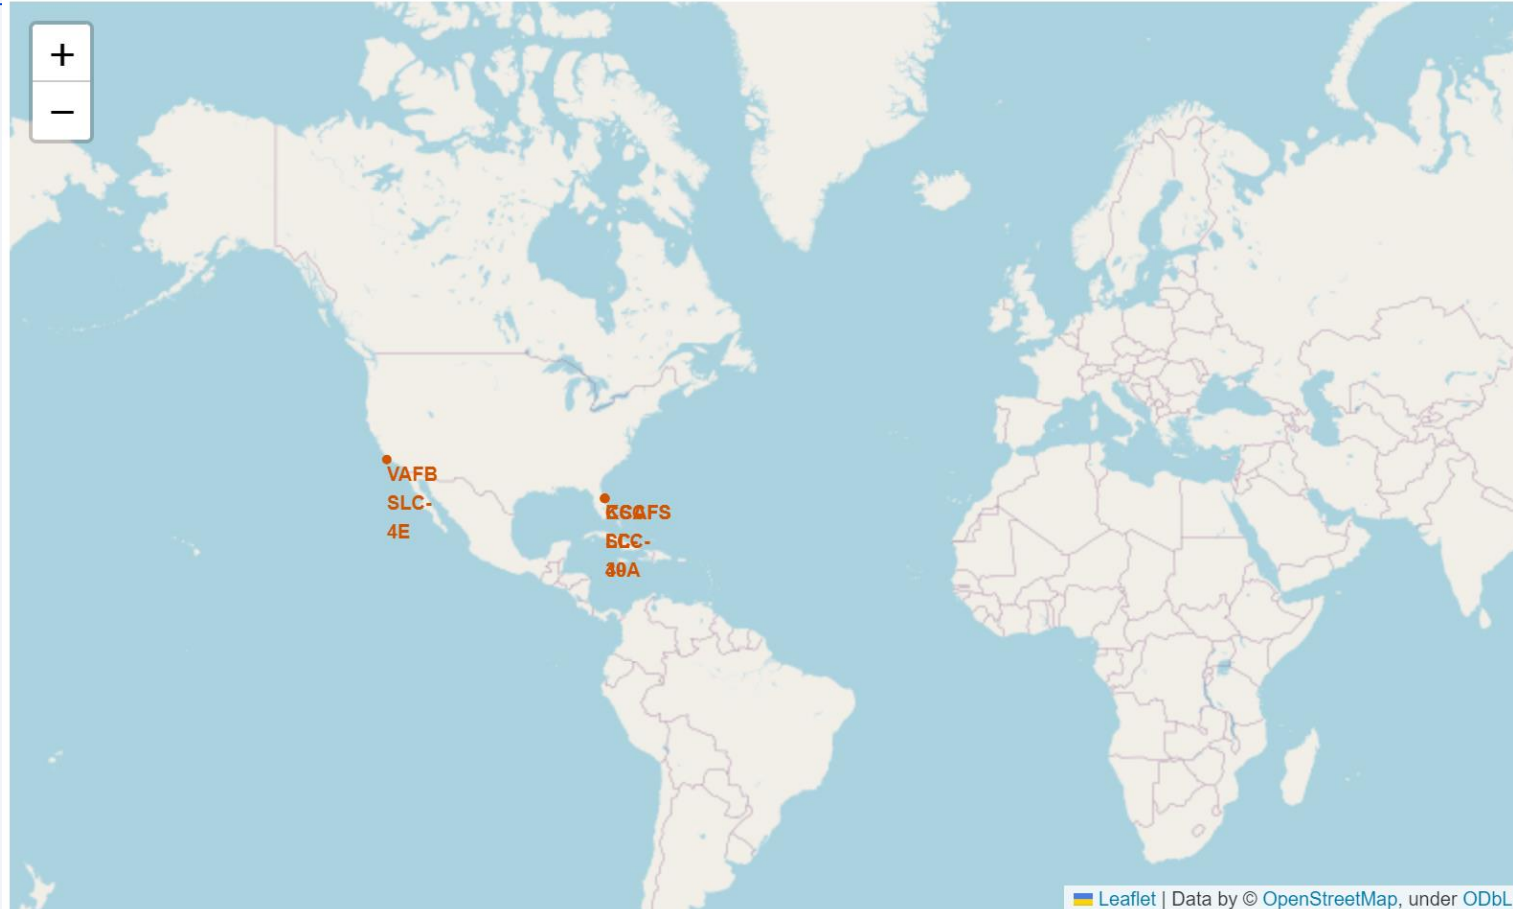 +
−
VAFB
SLC-
4E
Leaflet | Data by © OpenStreetMap, under ODbL